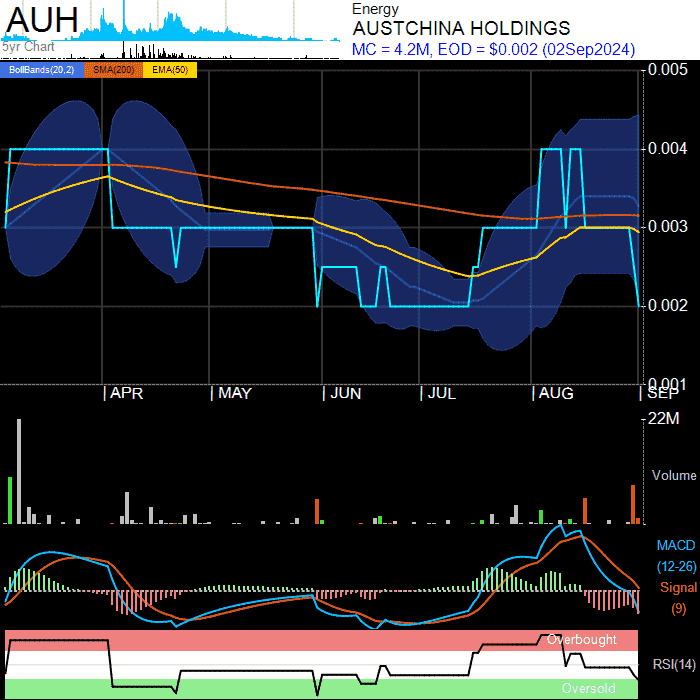 AUH
5yr Chart
Energy
AUSTCHINA HOLDINGS
MC = 4.2M, EOD = $0.002 (02Sep2024)
BollBands(20,2) SMA(200) EMA(50)
0.005
0.004
0.003
0.002
0.001
APR MAY JUN JUL AUG SEP
22M
Volume
MACD
(12-26)
Signal
(9)
Overbought
RSI(14)
Oversold